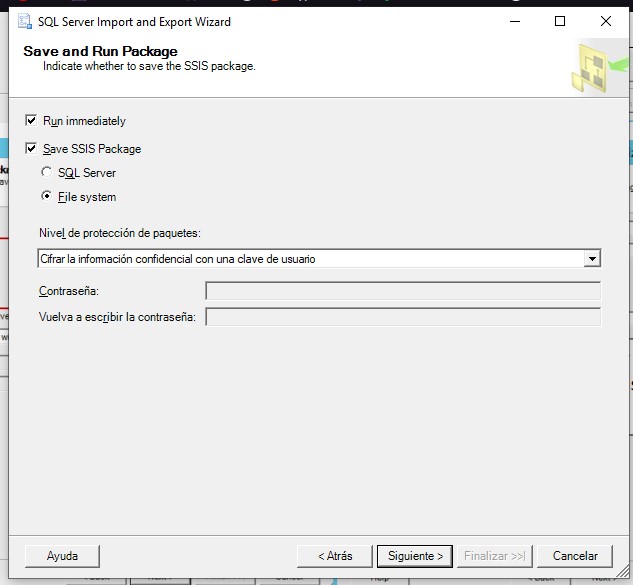 SQL Server Import and Export Wizard
Save and Run Package
Indicate whether to save the SSIS package.
Run immediately
Save SSIS Package
SQL Server
File system
Nivel de protección de paquetes:
Cifrar la información confidencial con una clave de usuario
Contraseña:
Vuelva a escribir la contraseña:
Ayuda
< Atrás
Siguiente >
Finalizar >>|
Cancelar